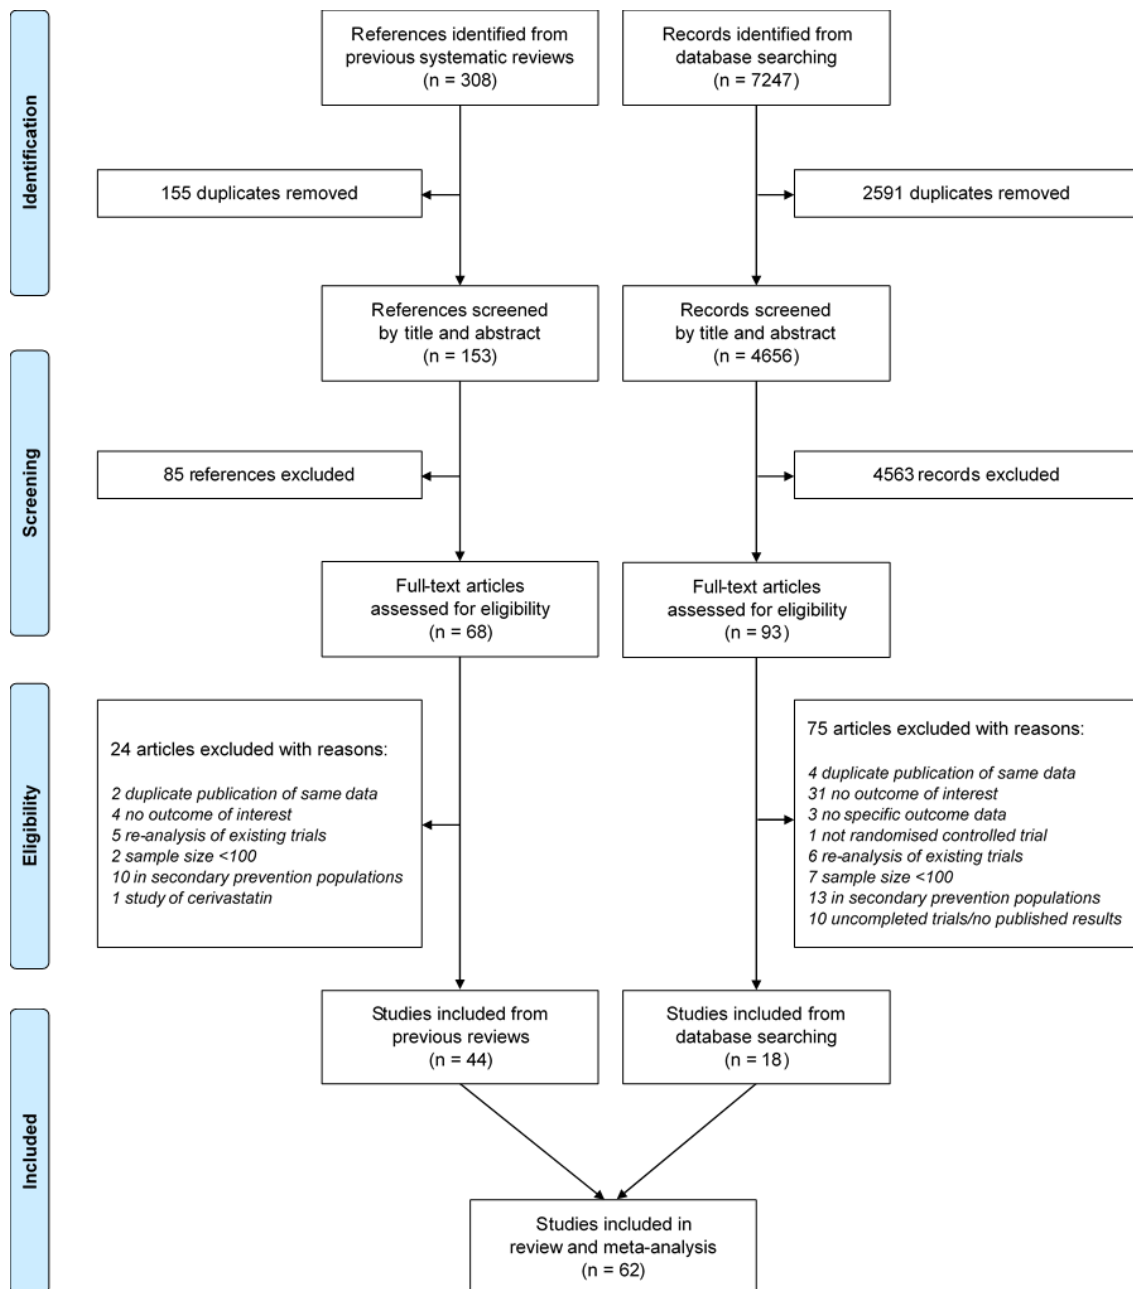 Identification
References identified from
previous systematic reviews
(n = 308)
Records identified from
database searching
(n = 7247)
155 duplicates removed
2591 duplicates removed
References screened
by title and abstract
(n = 153)
Records screened
by title and abstract
(n = 4656)
Screening
85 references excluded
4563 records excluded
Full-text articles
assessed for eligibility
(n = 68)
Full-text articles
assessed for eligibility
(n = 93)
Eligibility
24 articles excluded with reasons:
2 duplicate publication of same data
4 no outcome of interest
5 re-analysis of existing trials
2 sample size <100
10 in secondary prevention populations
1 study of cerivastatin
75 articles excluded with reasons:
4 duplicate publication of same data
31 no outcome of interest
3 no specific outcome data
1 not randomised controlled trial
6 re-analysis of existing trials
7 sample size <100
13 in secondary prevention populations
10 uncompleted trials/no published results
Included
Studies included from
previous reviews
(n = 44)
Studies included from
database searching
(n = 18)
Studies included in
review and meta-analysis
(n = 62)